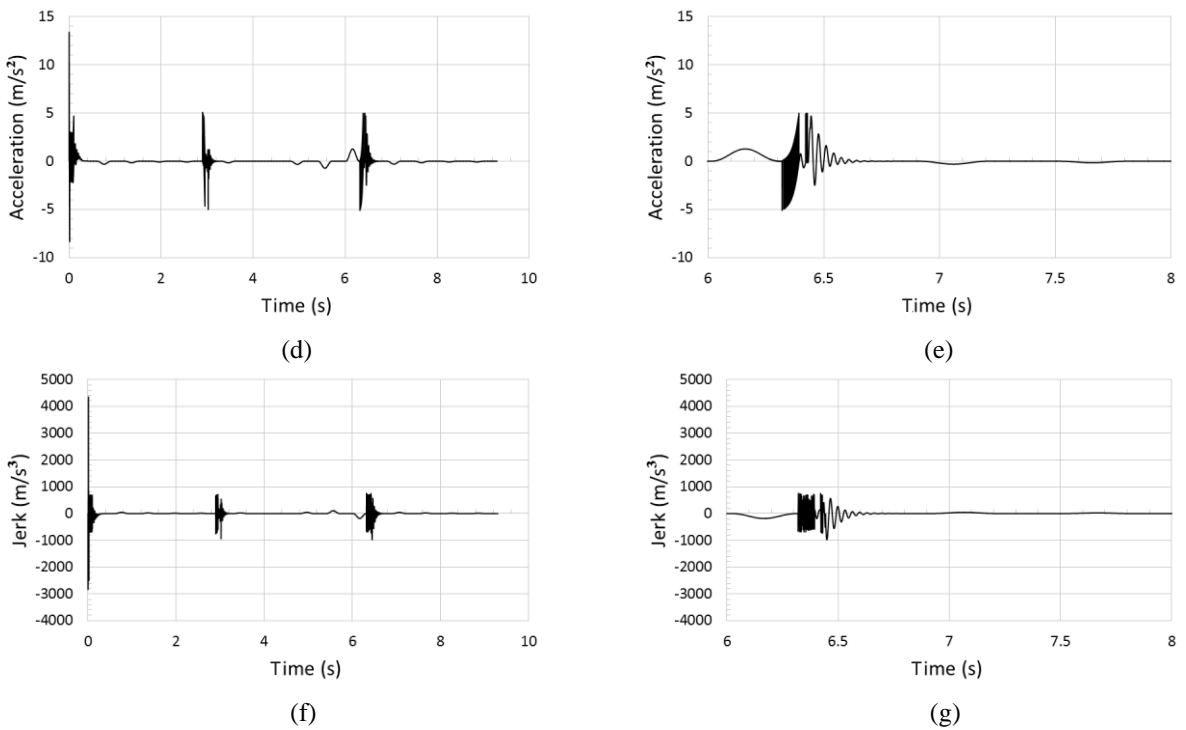 15
10
5
0
-5
-10
0 2 4 6 8 10
Acceleration (m/s²)
Time (s)
(d)
15
10
5
0
-5
-10
6 6.5 7 7.5 8
Acceleration (m/s²)
Time (s)
(e)
5000
4000
3000
2000
1000
0
-1000
-2000
-3000
-4000
0 2 4 6 8 10
Jerk (m/s³)
Time (s)
(f)
5000
4000
3000
2000
1000
0
-1000
-2000
-3000
-4000
6 6.5 7 7.5 8
Jerk (m/s³)
Time (s)
(g)